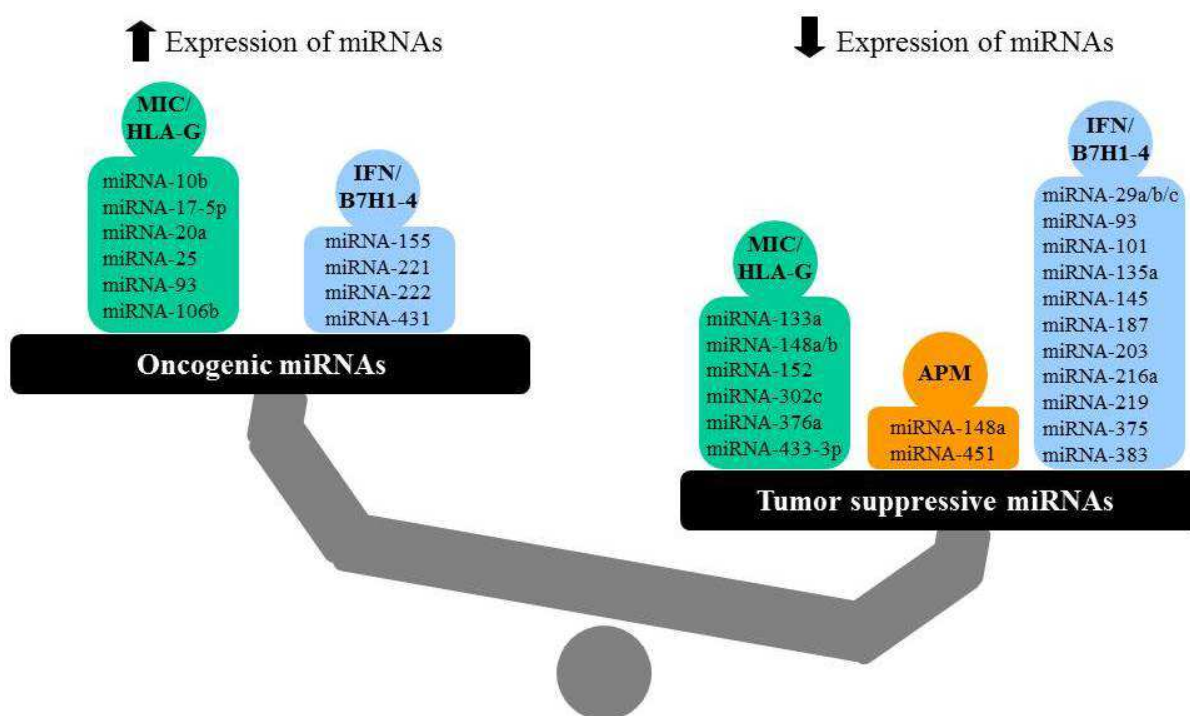 Expression of miRNAs
MIC/
HLA-G
miRNA-10b
miRNA-17-5p
miRNA-20a
miRNA-25
miRNA-93
miRNA-106b
IFN/
B7H1-4
miRNA-155
miRNA-221
miRNA-222
miRNA-431
Oncogenic miRNAs
Expression of miRNAs
MIC/
HLA-G
miRNA-133a
miRNA-148a/b
miRNA-152
miRNA-302c
miRNA-376a
miRNA-433-3p
APM
miRNA-148a
miRNA-451
IFN/
B7H1-4
miRNA-29a/b/c
miRNA-93
miRNA-101
miRNA-135a
miRNA-145
miRNA-187
miRNA-203
miRNA-216a
miRNA-219
miRNA-375
miRNA-383
Tumor suppressive miRNAs